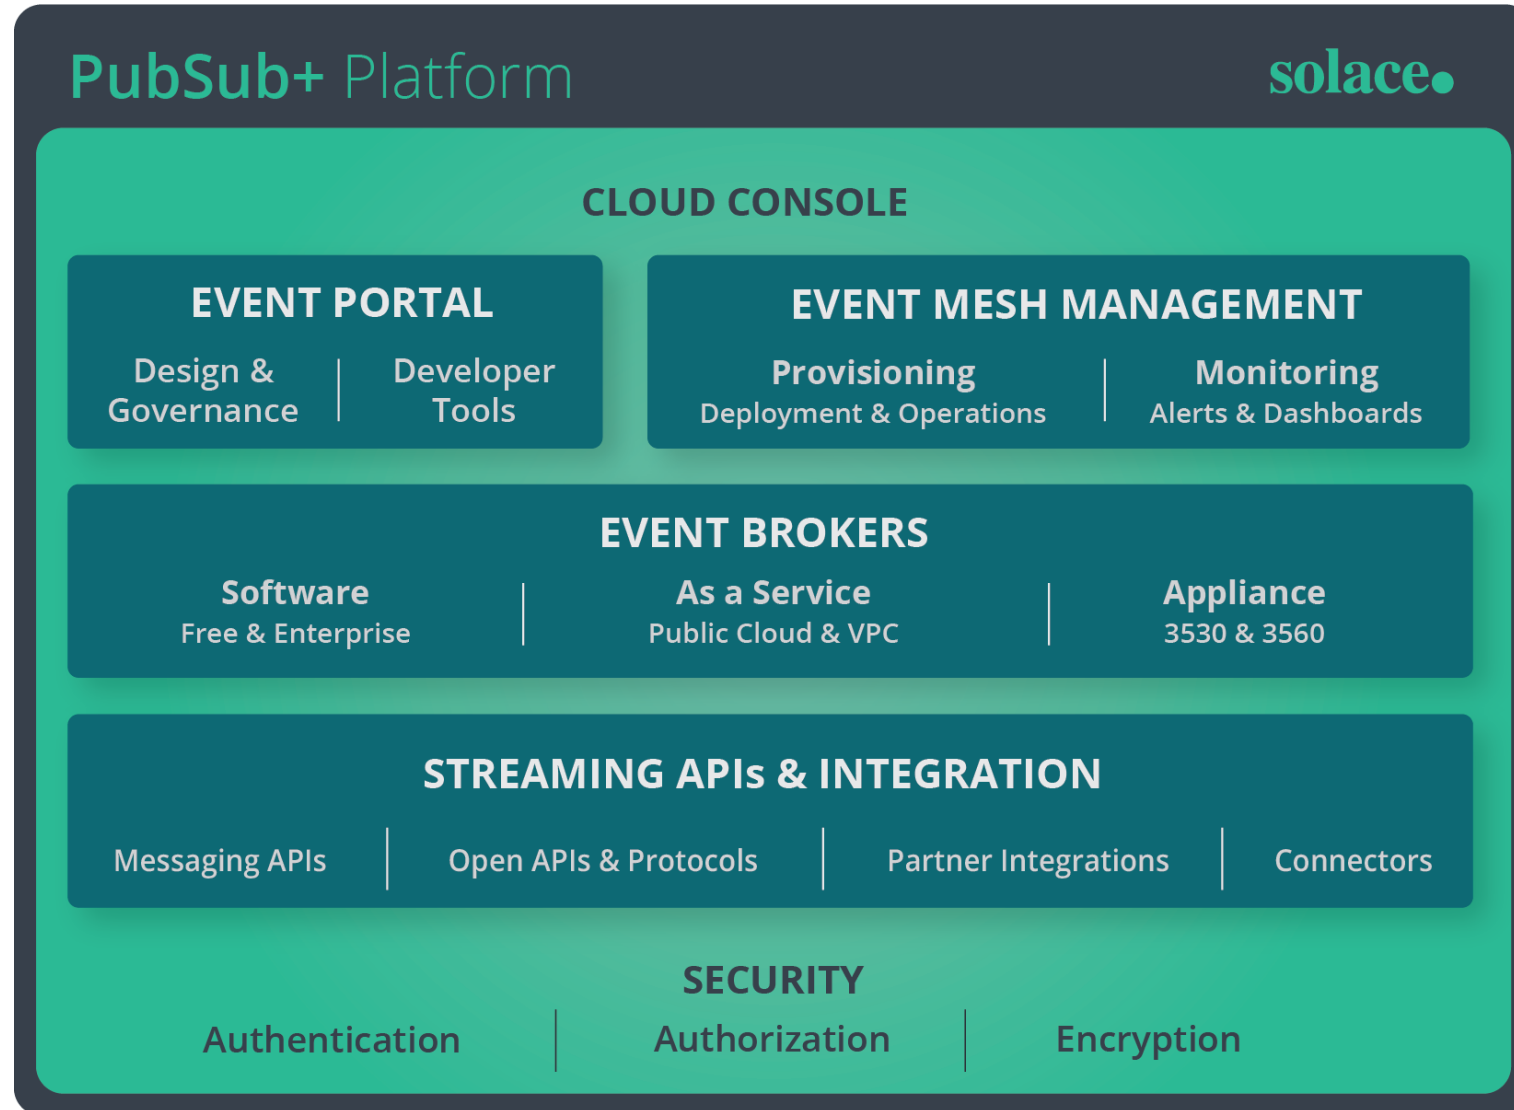 PubSub+ Platform
solace.
CLOUD CONSOLE
EVENT PORTAL
Design &
Governance
Developer
Tools
EVENT MESH MANAGEMENT
Provisioning
Deployment & Operations
Monitoring
Alerts & Dashboards
EVENT BROKERS
Software
Free & Enterprise
As a Service
Public Cloud & VPC
Appliance
3530 & 3560
STREAMING APIs & INTEGRATION
Messaging APIs
Open APIs & Protocols
Partner Integrations
Connectors
SECURITY
Authentication
Authorization
Encryption